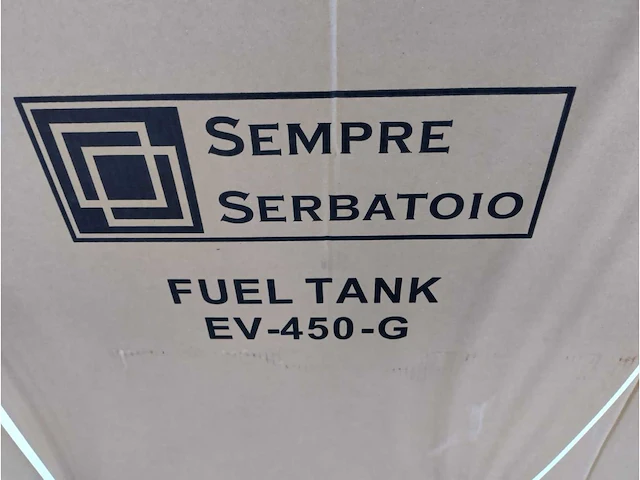 SEMPRE
SERBATOIO
FUEL TANK
EV-450-G